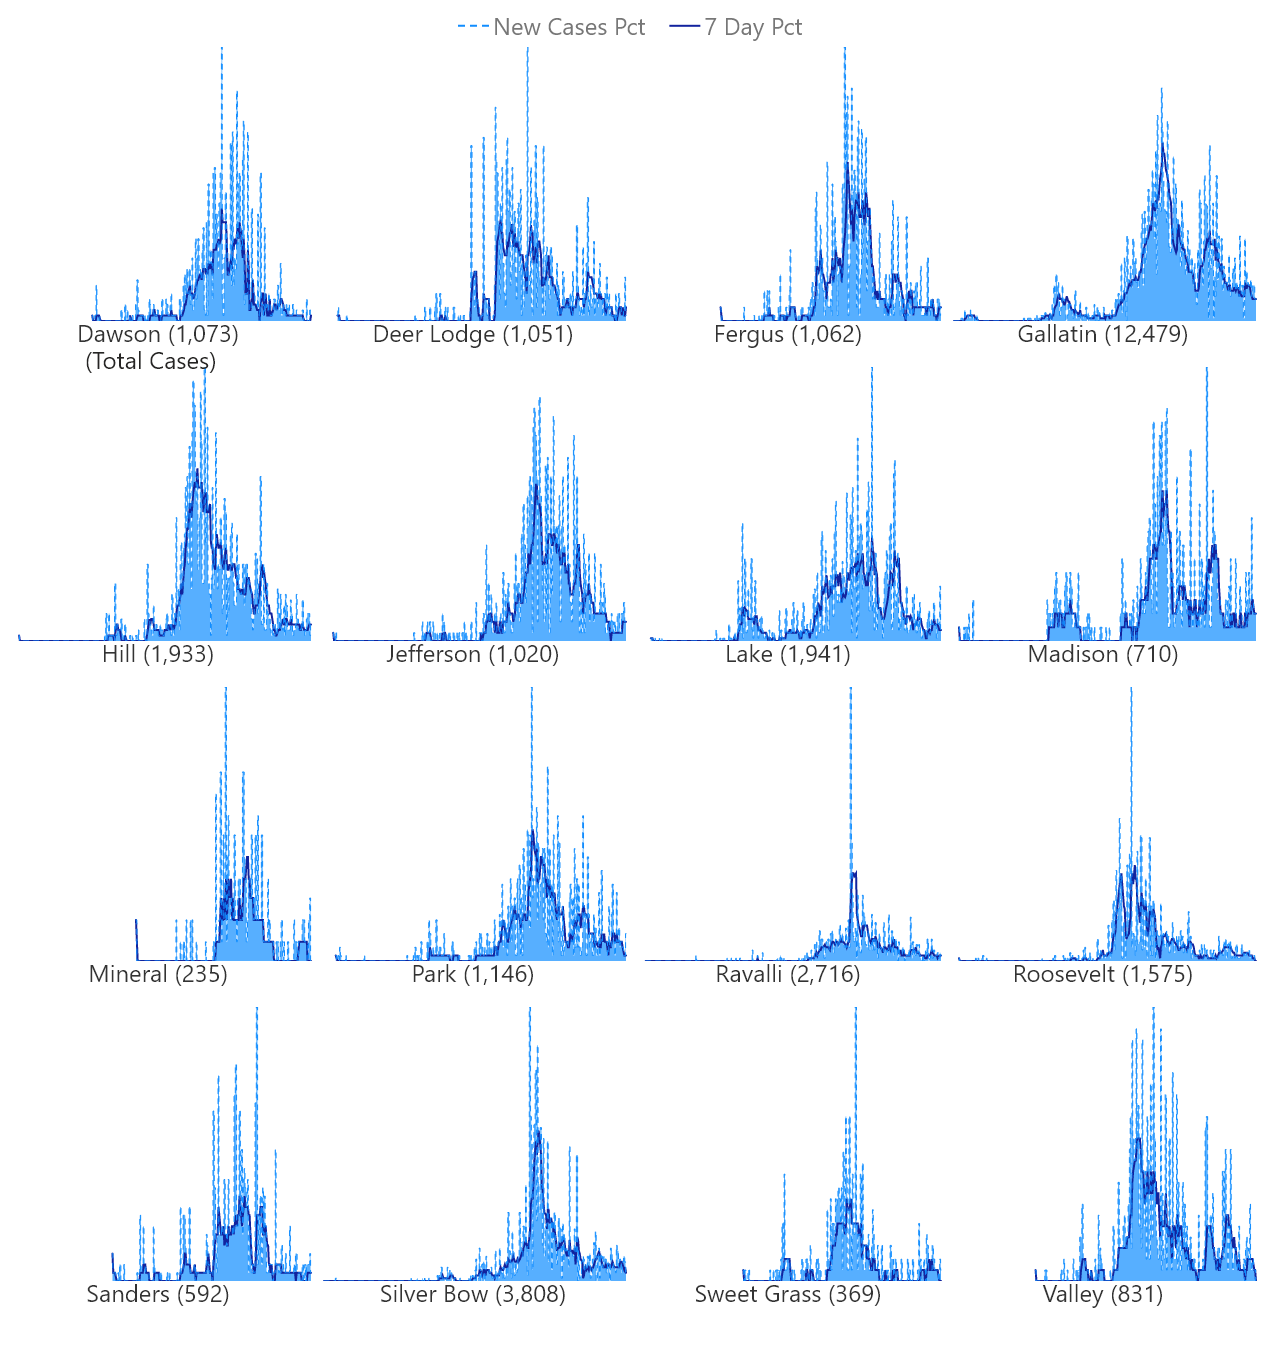 New Cases Pct 7 Day Pct
Dawson (1,073) Deer Lodge (1,051) Fergus (1,062) Gallatin (12,479)
(Total Cases)
Hill (1,933) Jefferson (1,020) Lake (1,941) Madison (710)
Mineral (235) Park (1,146) Ravalli (2,716) Roosevelt (1,575)
Sanders (592) Silver Bow (3,808) Sweet Grass (369) Valley (831)